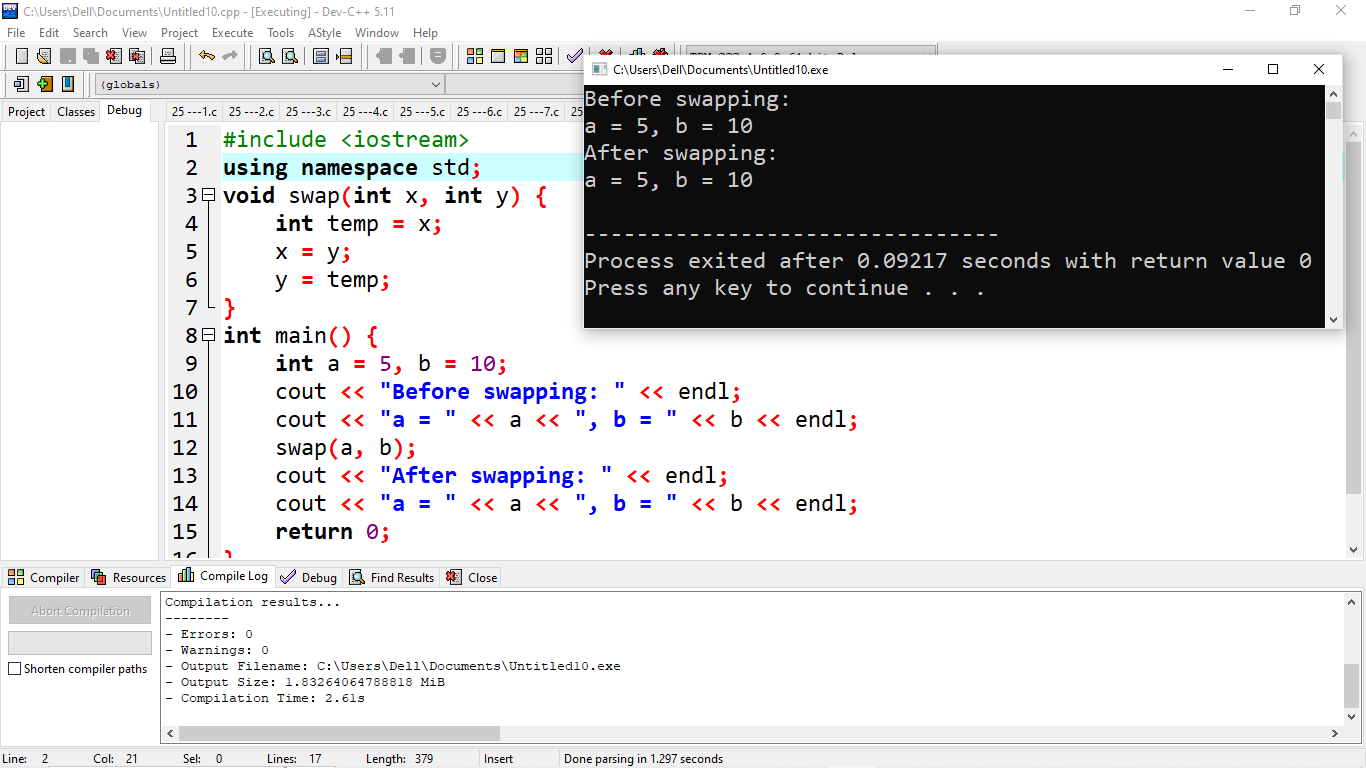 C:\Users\Dell\Documents\Untitled10.cpp - [Executing] - Dev-C++ 5.11
File Edit Search View Project Execute Tools AStyle Window Help
(globals)
Project Classes Debug
25 ---1.c 25 ---2.c 25 ---3.c 25 ---4.c 25 ---5.c 25 ---6.c 25 ---7.c 25
1 #include <iostream>
2 using namespace std;
3 void swap(int x, int y) {
4 int temp = x;
5 x = y;
6 y = temp;
7 }
8 int main() {
9 int a = 5, b = 10;
10 cout << "Before swapping: " << endl;
11 cout << "a = " << a << ", b = " << b << endl;
12 swap(a, b);
13 cout << "After swapping: " << endl;
14 cout << "a = " << a << ", b = " << b << endl;
15 return 0;
16 }
C:\Users\Dell\Documents\Untitled10.exe
Before swapping:
a = 5, b = 10
After swapping:
a = 5, b = 10
--------------------------------
Process exited after 0.09217 seconds with return value 0
Press any key to continue . . .
Compiler Resources Compile Log Debug Find Results Close
Abort Compilation
Shorten compiler paths
Compilation results...
--------
- Errors: 0
- Warnings: 0
- Output Filename: C:\Users\Dell\Documents\Untitled10.exe
- Output Size: 1.83264064788818 MiB
- Compilation Time: 2.61s
Line: 2 Col: 21 Sel: 0 Lines: 17 Length: 379 Insert Done parsing in 1.297 seconds